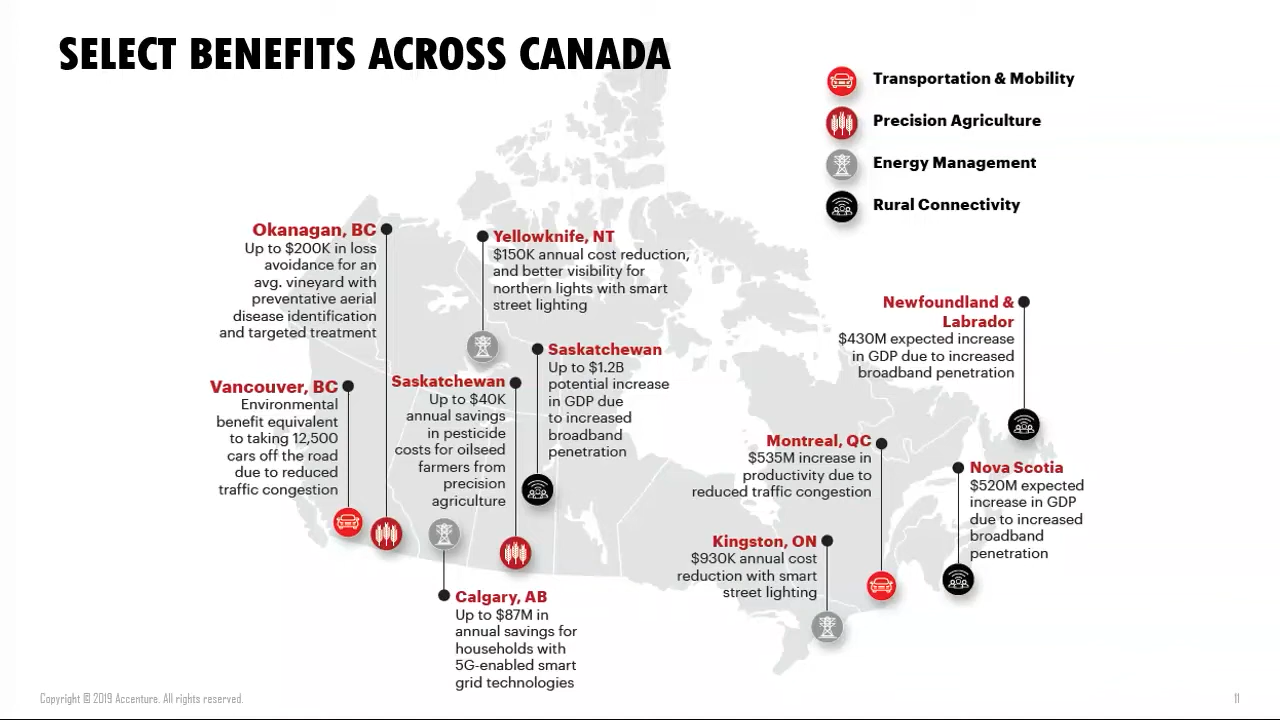 SELECT BENEFITS ACROSS CANADA
Transportation & Mobility
Precision Agriculture
Energy Management
Rural Connectivity
Okanagan, BC
Up to $200K in loss
avoidance for an
avg. vineyard with
preventative aerial
disease identification
and targeted treatment
Yellowknife, NT
$150K annual cost reduction,
and better visibility for
northern lights with smart
street lighting
Newfoundland &
Labrador
$430M expected increase
in GDP due to increased
broadband penetration
Vancouver, BC
Environmental
benefit equivalent
to taking 12,500
cars off the road
due to reduced
traffic congestion
Saskatchewan
Up to $40K
annual savings
in pesticide
costs for oilseed
farmers from
precision
agriculture
Saskatchewan
Up to $1.2B
potential increase
in GDP due
to increased
broadband
penetration
Montreal, QC
$535M increase in
productivity due to
reduced traffic congestion
Nova Scotia
$520M expected
increase in GDP
due to increased
broadband
penetration
Kingston, ON
$930K annual cost
reduction with smart
street lighting
Calgary, AB
Up to $87M in
annual savings for
households with
5G-enabled smart
grid technologies
Copyright © 2019 Accenture. All rights reserved.
11